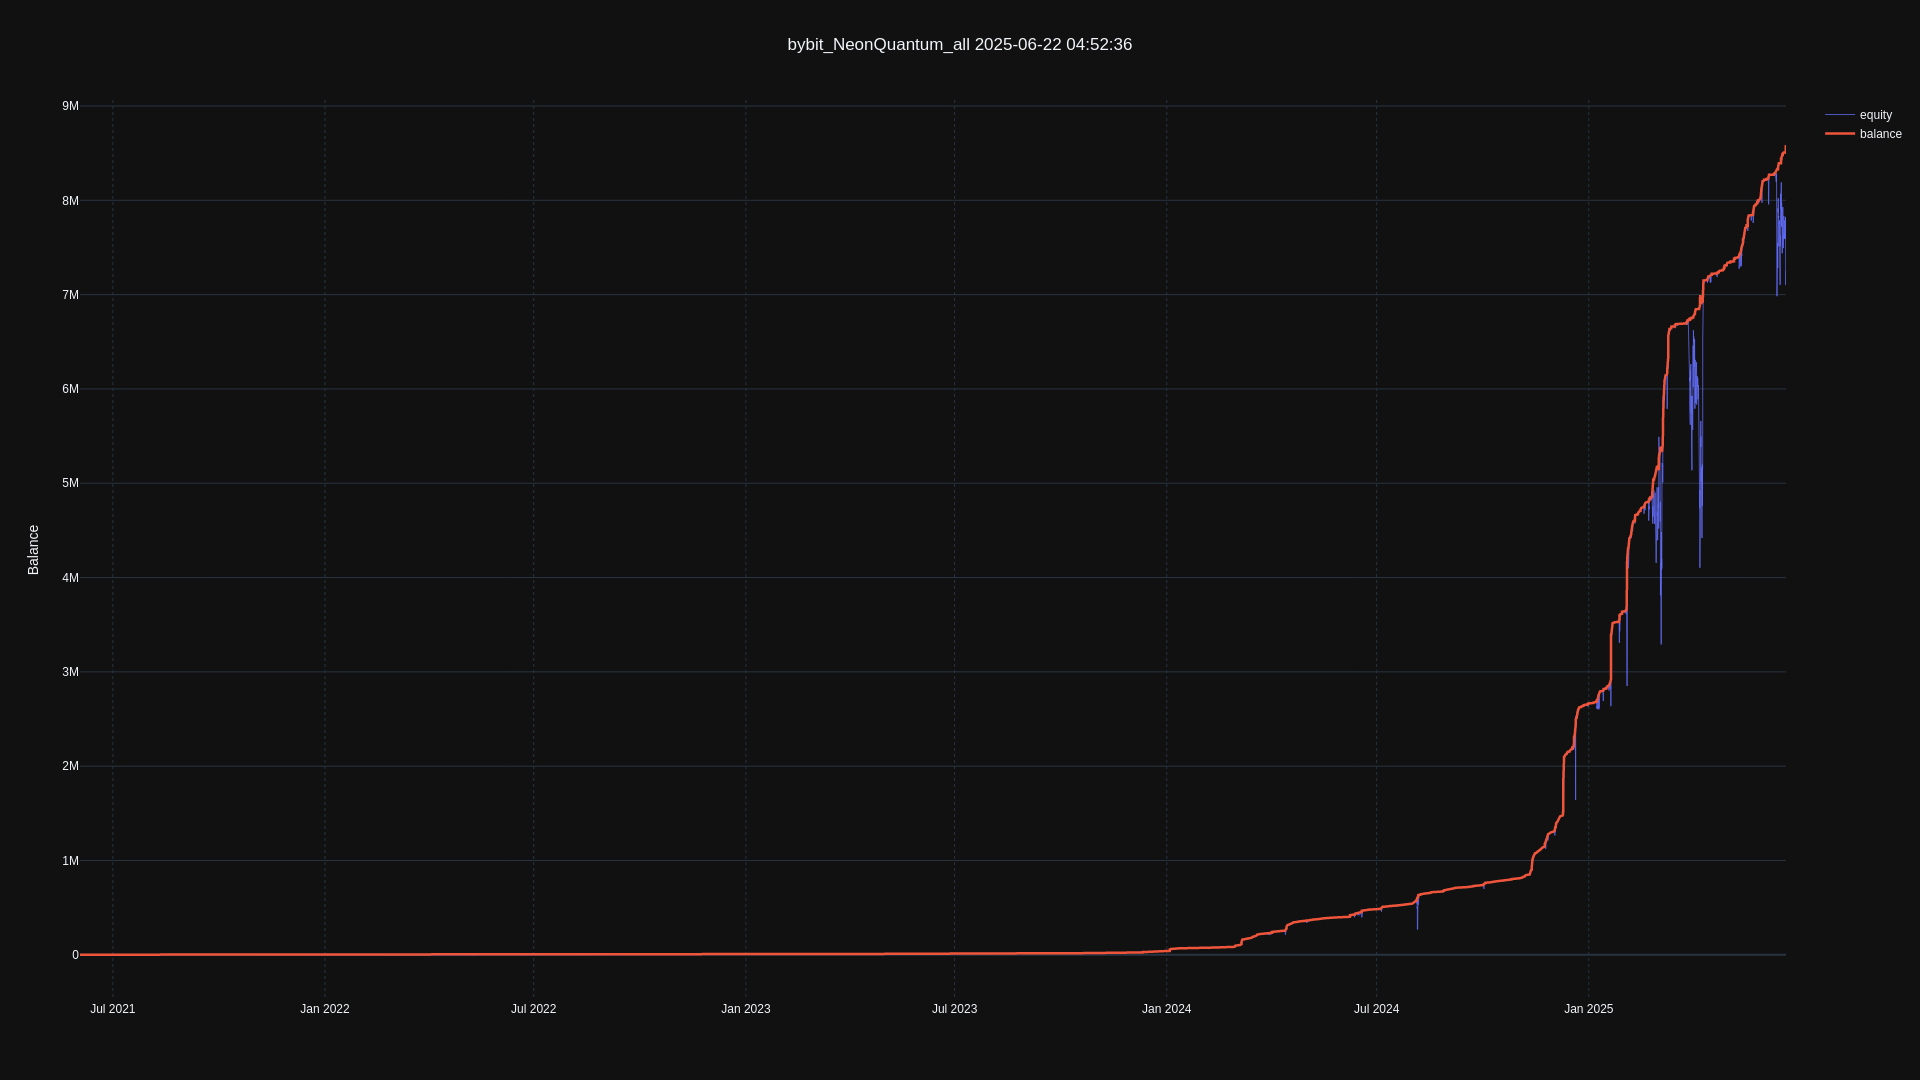 bybit_NeonQuantum_all 2025-06-22 04:52:36
9M
8M
7M
6M
5M
4M
3M
2M
1M
0
Balance
Jul 2021
Jan 2022
Jul 2022
Jan 2023
Jul 2023
Jan 2024
Jul 2024
Jan 2025
equity
balance